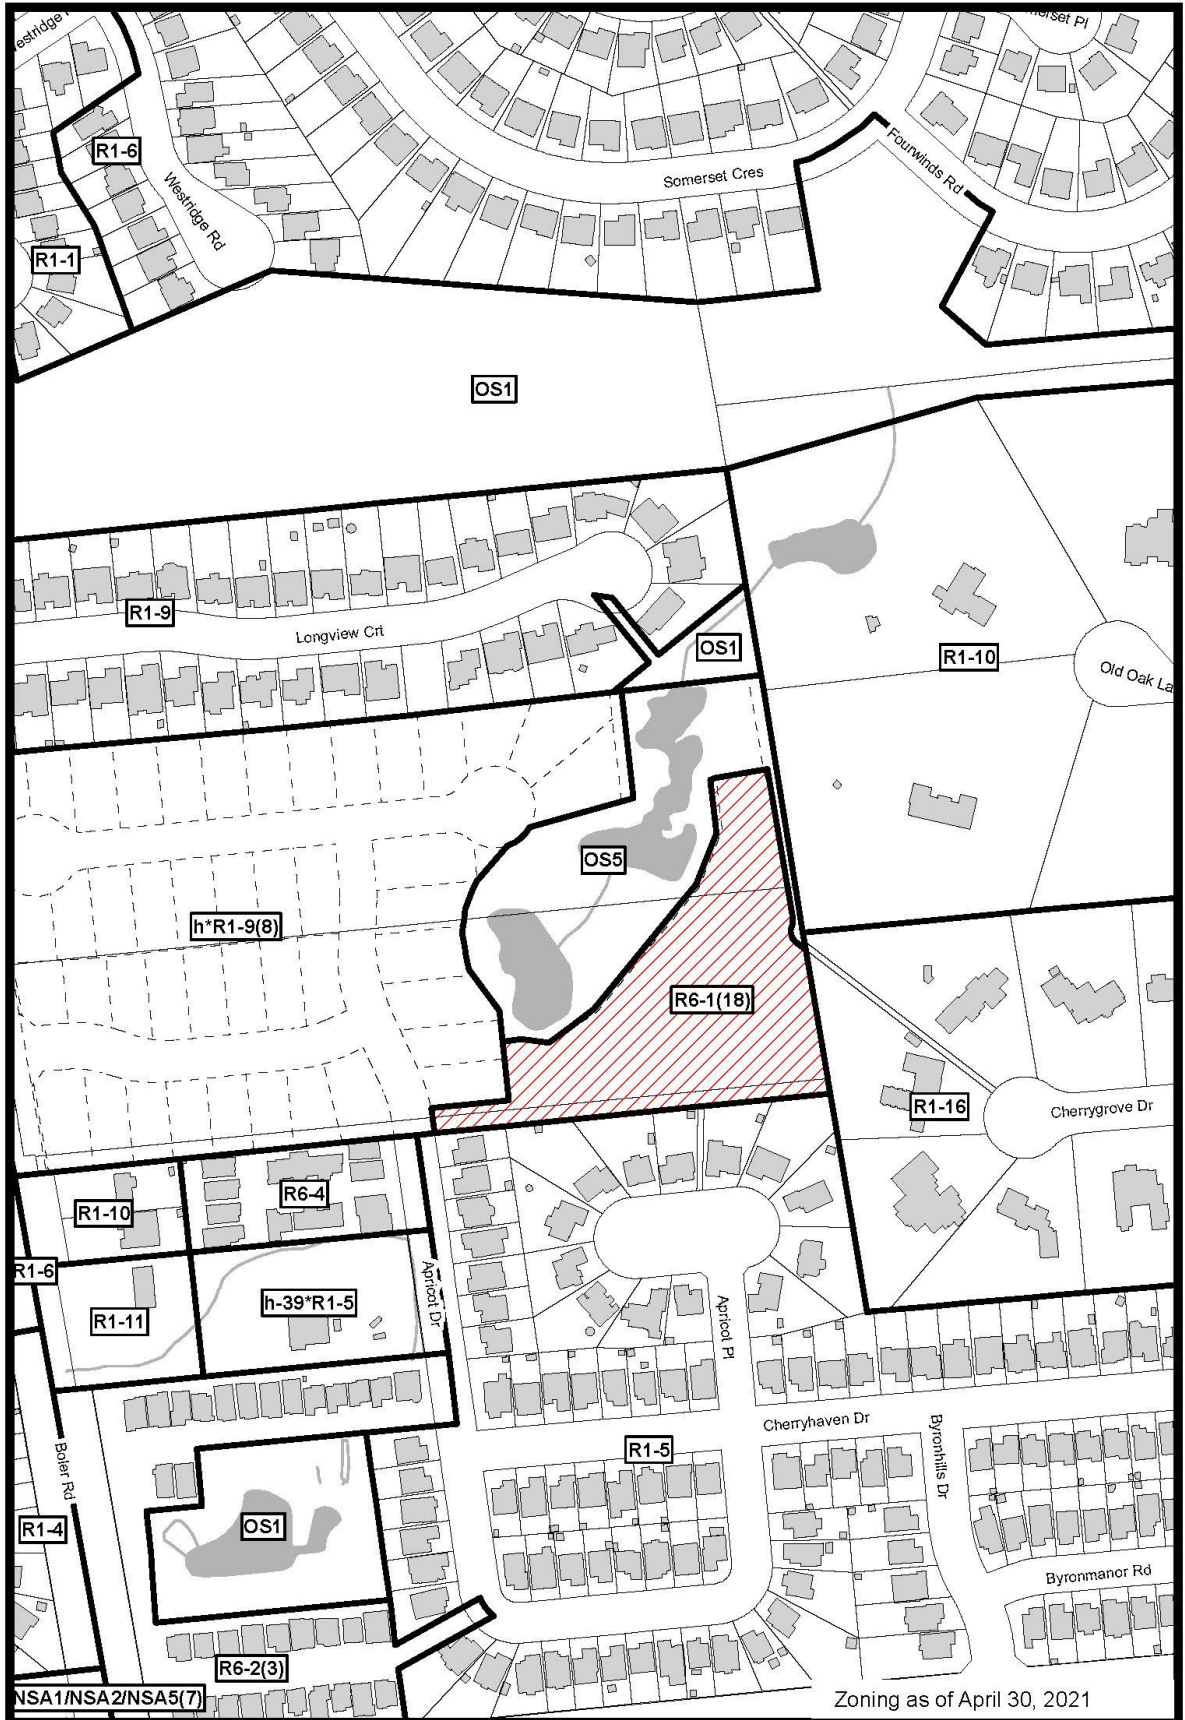 erset Pl
R1-6
Westridge Rd
Somerset Cres
Fourwinds Rd
R1-1
OS1
R1-9
Longview Crt
OS1
R1-10
Old Oak La
OS5
h*R1-9(8)
R6-1(18)
R1-16
Cherrygrove Dr
R1-10
R6-4
R1-6
R1-11
h-39*R1-5
Apricot Dr
Apricot Pl
Cherryhaven Dr
R1-5
Byronhills Dr
Boler Rd
R1-4
OS1
Byronmanor Rd
R6-2(3)
NSA1/NSA2/NSA5(7)
Zoning as of April 30, 2021